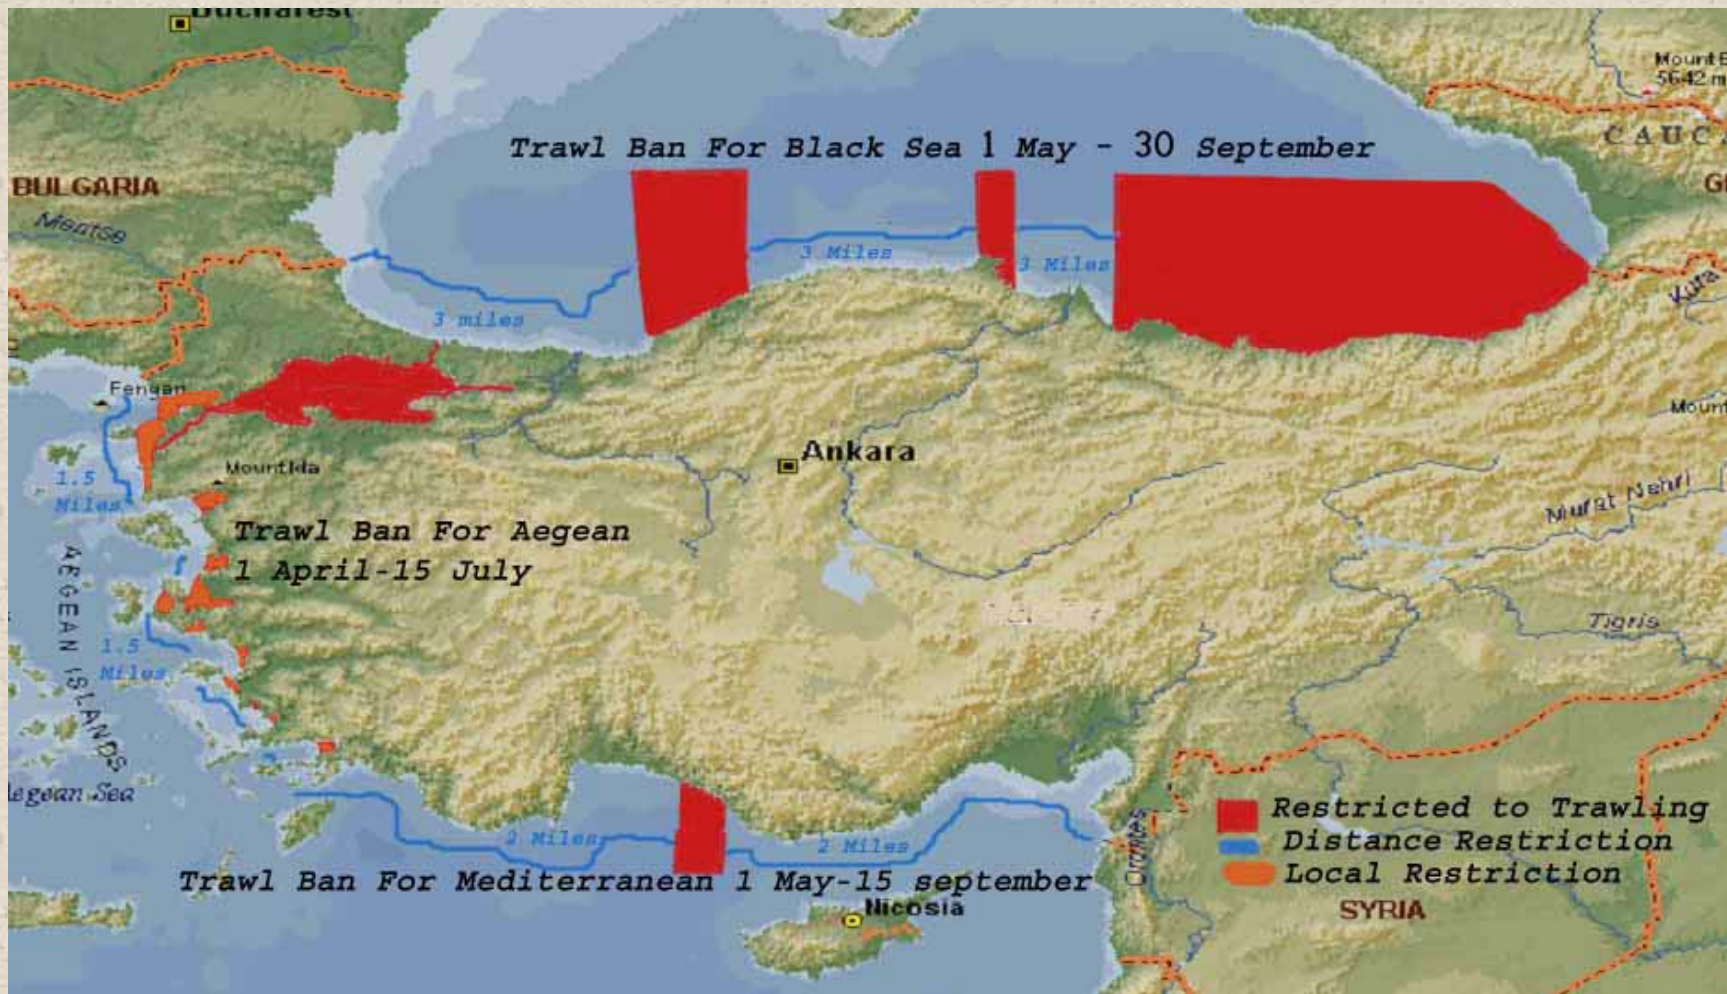 Bucharest
Mount E
5642 m
CAUCA
Trawl Ban For Black Sea 1 May - 30 September
BULGARIA
G
Meritse
3 Miles
3 Miles
3 miles
Kura
Fengan
Mount
Ankara
Mount Ida
1.5
Miles
Murat Nehri
Trawl Ban For Aegean
1 April-15 July
AEGEAN ISLANDS
Tigris
1.5
Miles
Aegean Sea
Orontes
Restricted to Trawling
2 Miles
2 Miles
Distance Restriction
Trawl Ban For Mediterranean 1 May-15 september
Local Restriction
Nicosia
SYRIA